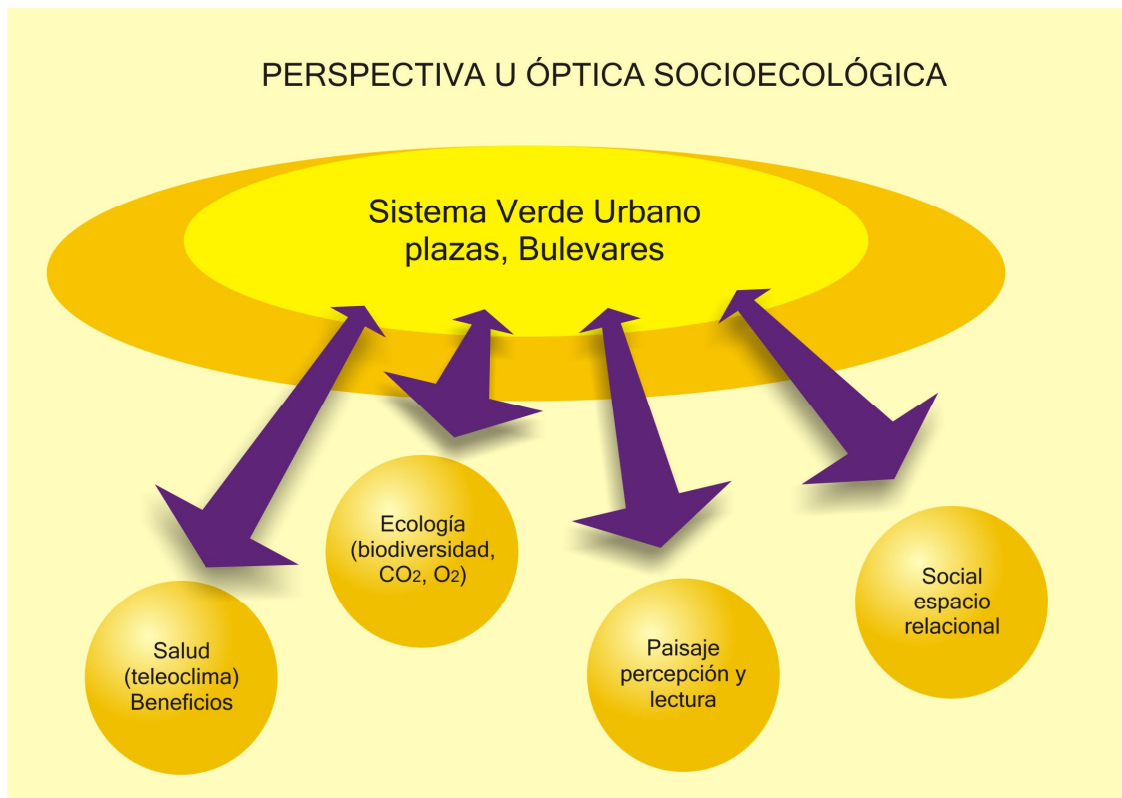 PERSPECTIVA U ÓPTICA SOCIOECOLÓGICA
Sistema Verde Urbano
plazas, Bulevares
Salud
(teleoclima)
Beneficios
Ecología
(biodiversidad,
CO2, O2)
Paisaje
percepción y
lectura
Social
espacio
relacional